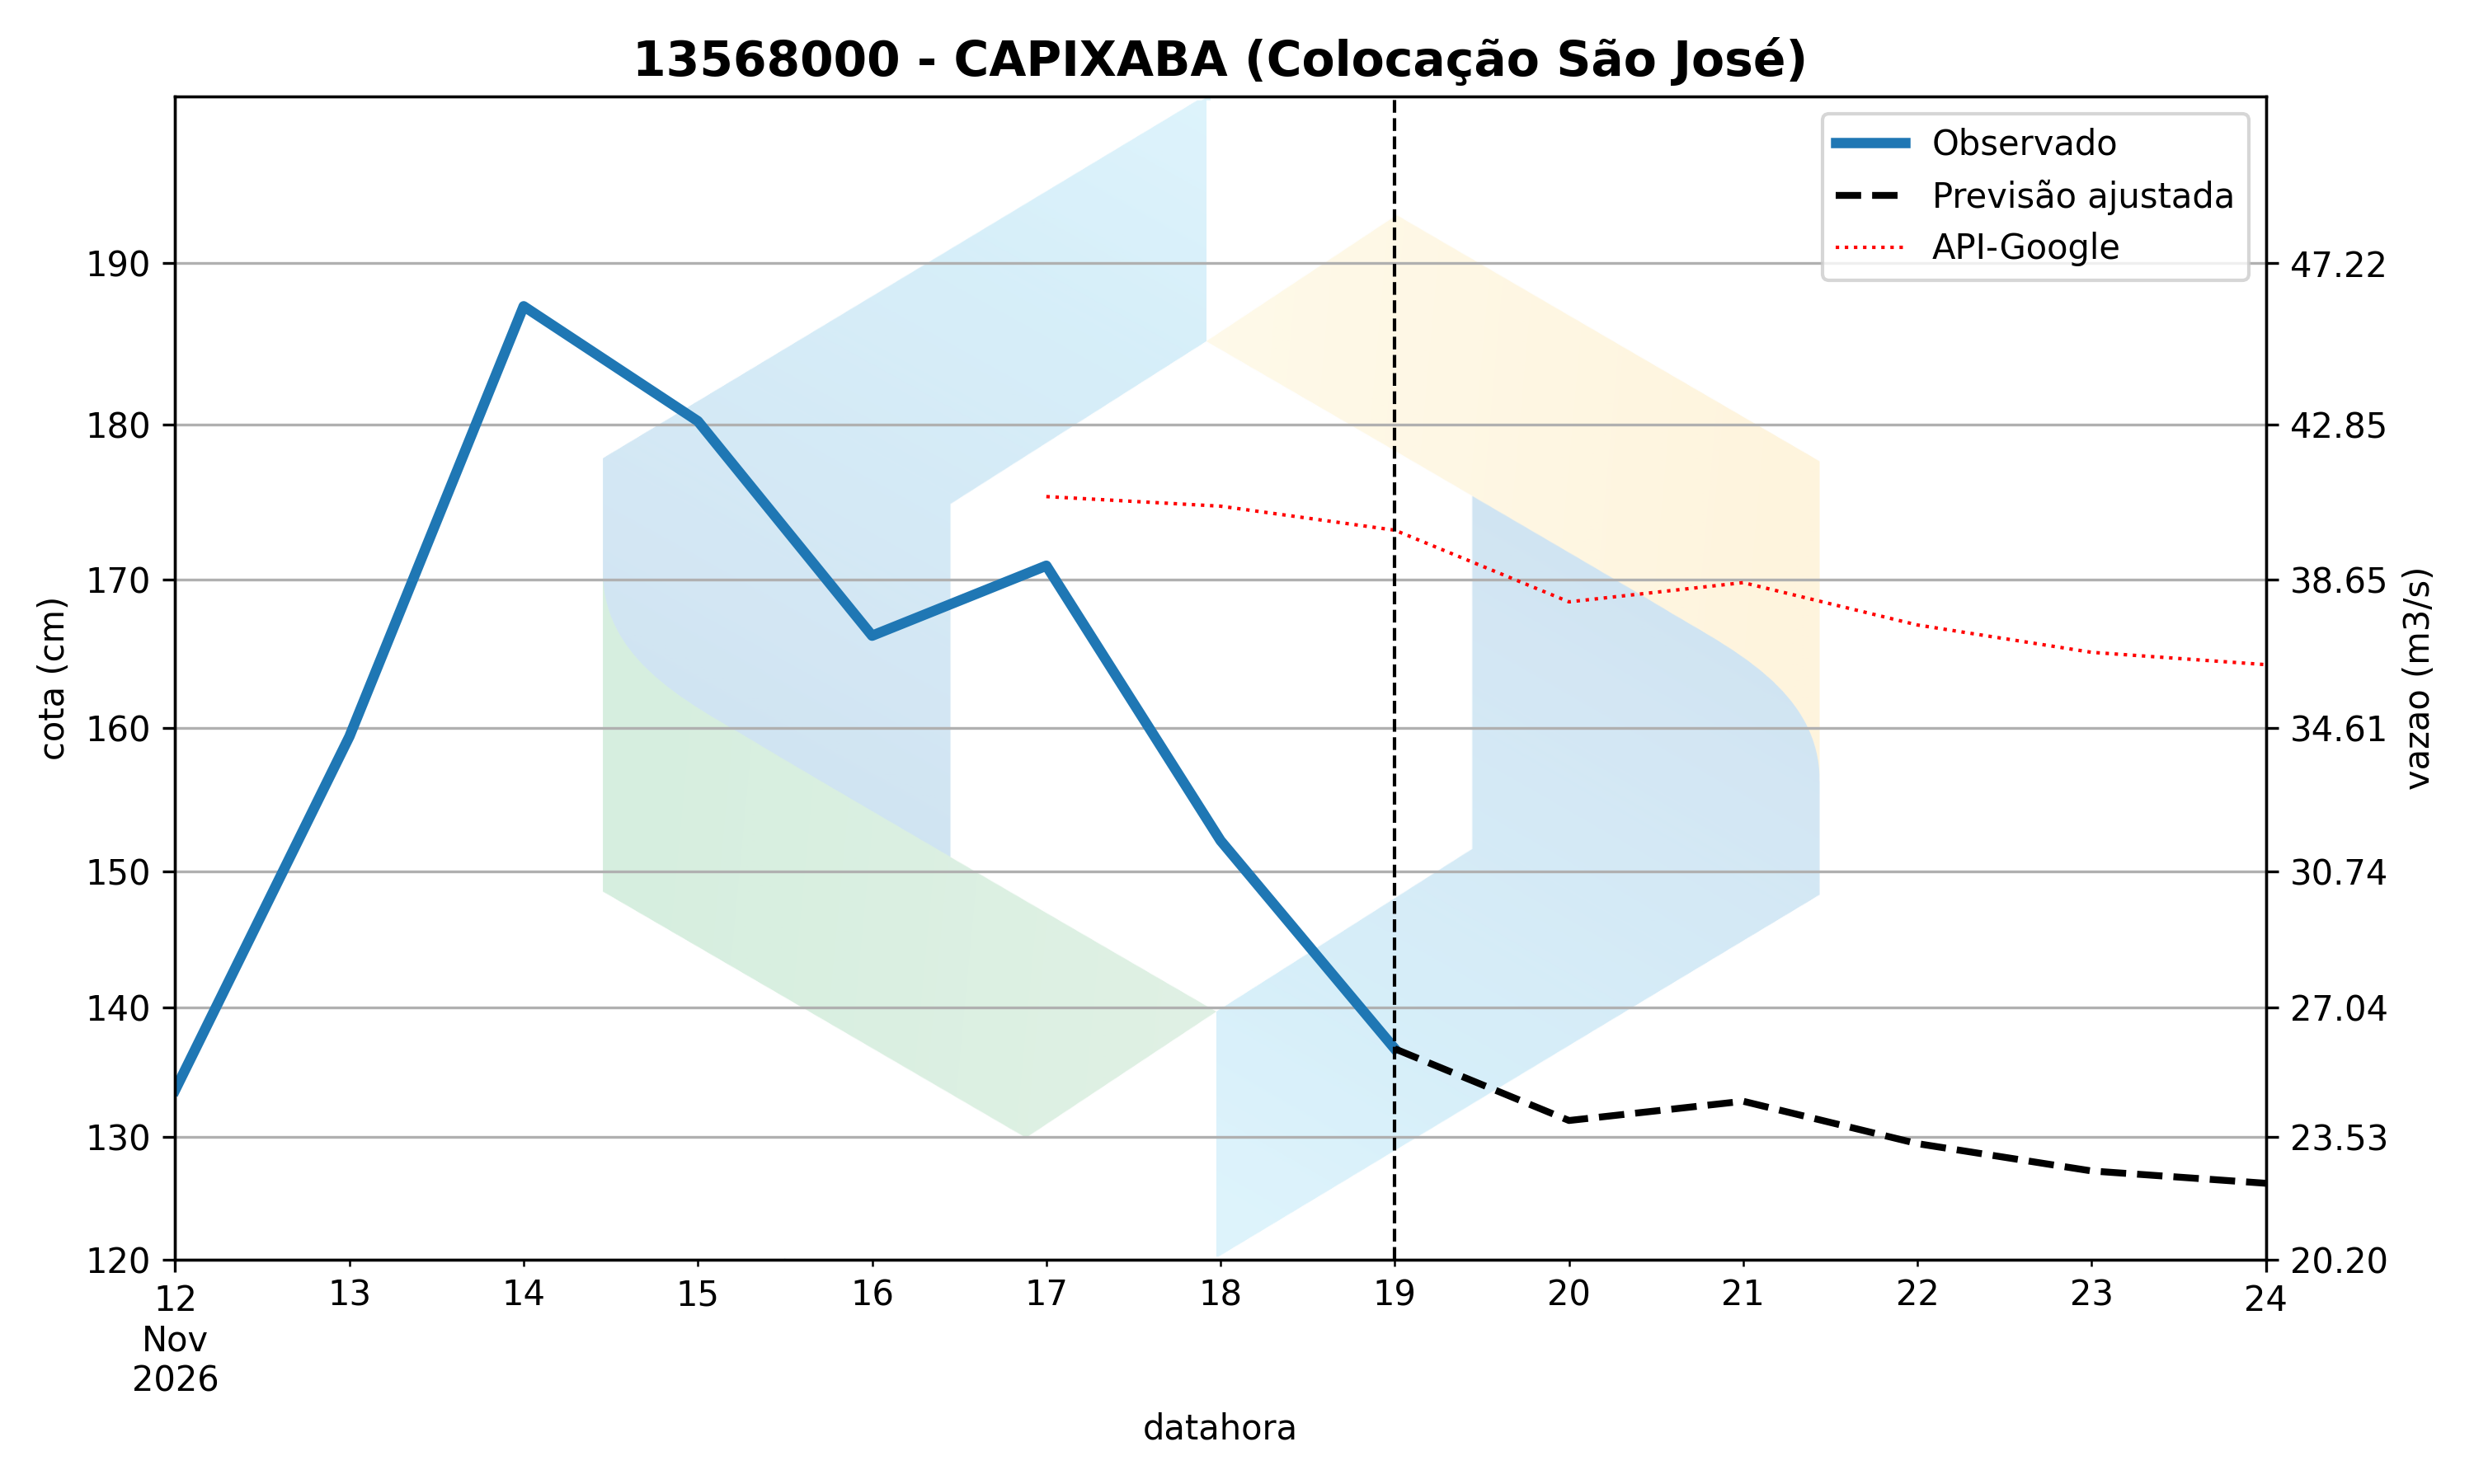 13568000 - CAPIXABA (Colocação São José)
Observado
Previsão ajustada
API-Google
190
180
170
160
150
140
130
120
cota (cm)
47.22
42.85
38.65
34.61
30.74
27.04
23.53
20.20
vazao (m3/s)
12 13 14 15 16 17 18 19 20 21 22 23 24
Nov
2026
datahora